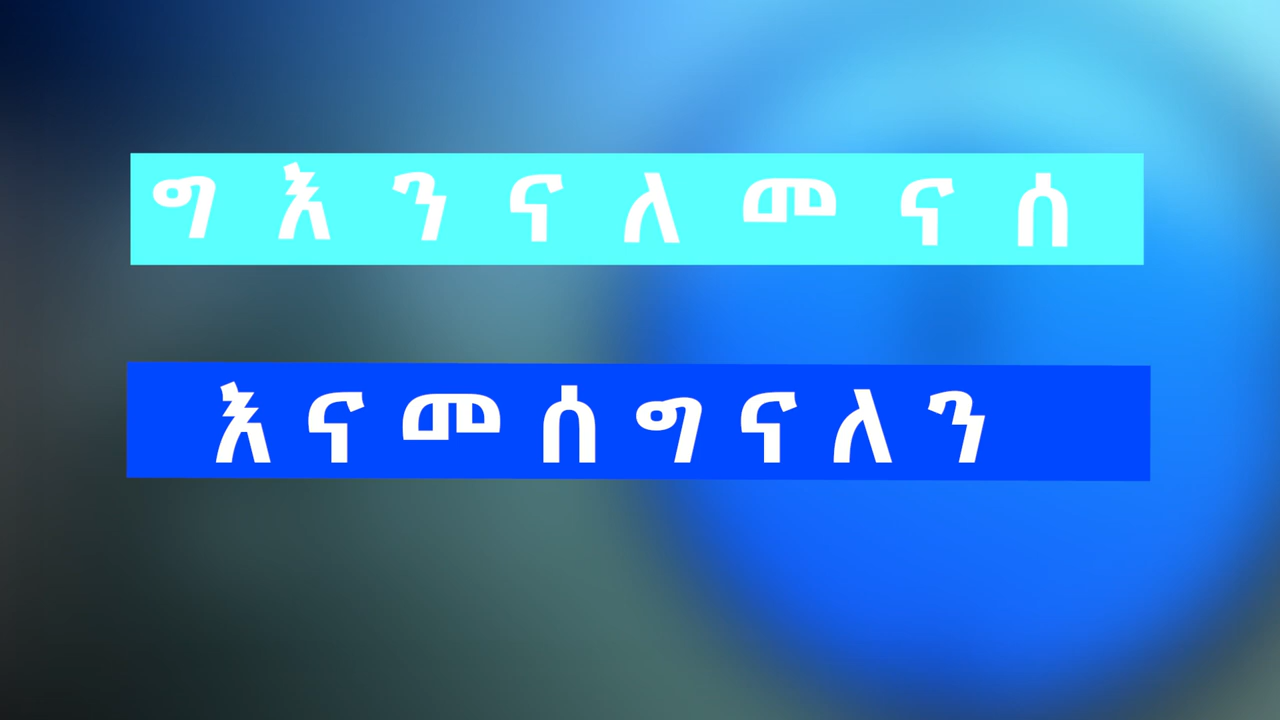 ግ እ ን ና ለ መ ና ሰ
እ ና መ ሰ ግ ና ለ ን